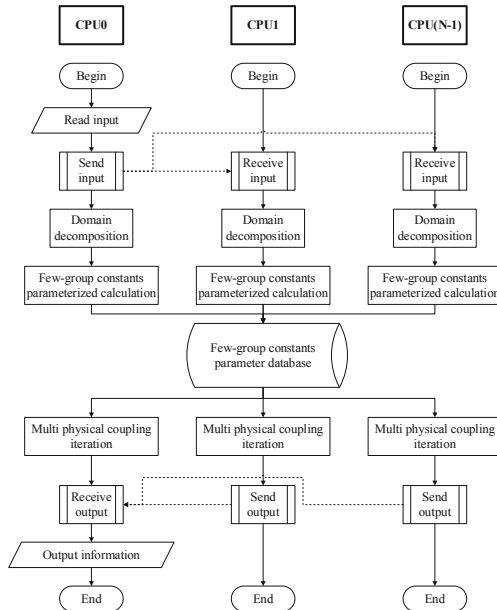 CPU0 CPU1 CPU(N-1)
Begin Begin Begin
Read input
Send input Receive input Receive input
Domain decomposition Domain decomposition Domain decomposition
Few-group constants parameterized calculation Few-group constants parameterized calculation Few-group constants parameterized calculation
Few-group constants
parameter database
Multi physical coupling iteration Multi physical coupling iteration Multi physical coupling iteration
Receive output Send output Send output
Output information
End End End